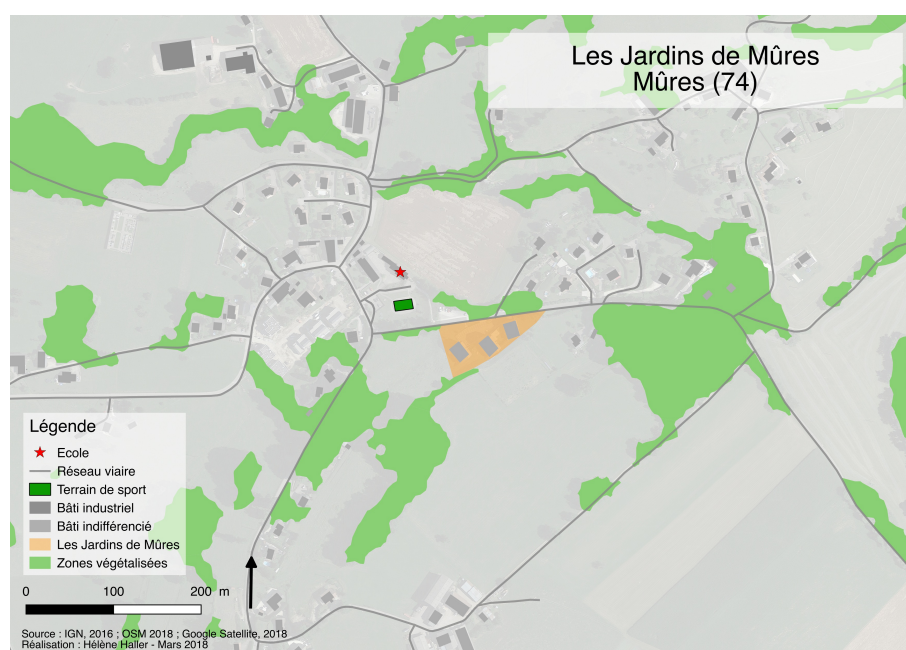 Les Jardins de Mûres
Mûres (74)
Légende
Ecole
Réseau viaire
Terrain de sport
Bâti industriel
Bâti indifférencié
Les Jardins de Mûres
Zones végétalisées
0 100 200 m
Source : IGN, 2016 ; OSM 2018 ; Google Satellite, 2018
Réalisation : Hélène Haller - Mars 2018